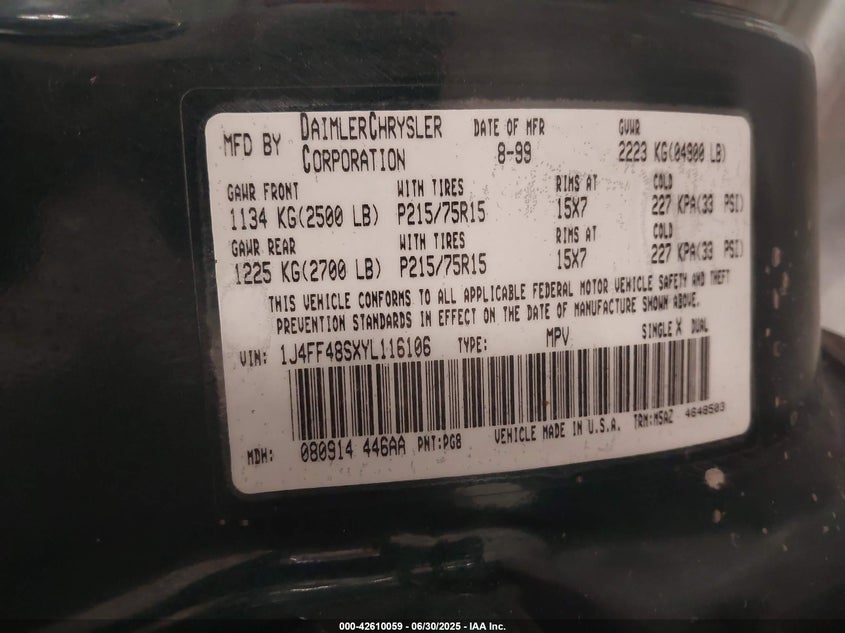 MFD BY DAIMLERCHRYSLER CORPORATION DATE OF MFR 8-99 GVWR 2223 KG(04900 LB)
GAWR FRONT WITH TIRES RIMS AT COLD
1134 KG(2500 LB) P215/75R15 15X7 227 KPA(33 PSI)
GAWR REAR WITH TIRES RIMS AT COLD
1225 KG(2700 LB) P215/75R15 15X7 227 KPA(33 PSI)
THIS VEHICLE CONFORMS TO ALL APPLICABLE FEDERAL MOTOR VEHICLE SAFETY AND THEFT
PREVENTION STANDARDS IN EFFECT ON THE DATE OF MANUFACTURE SHOWN ABOVE.
VIN: 1J4FF48SXYL116106 TYPE: MPV SINGLE X DUAL
MDH: 080914 446AA PNT:PG8 VEHICLE MADE IN U.S.A. TRM:M5AZ 4648503
000-42610059 - 06/30/2025 - IAA Inc.